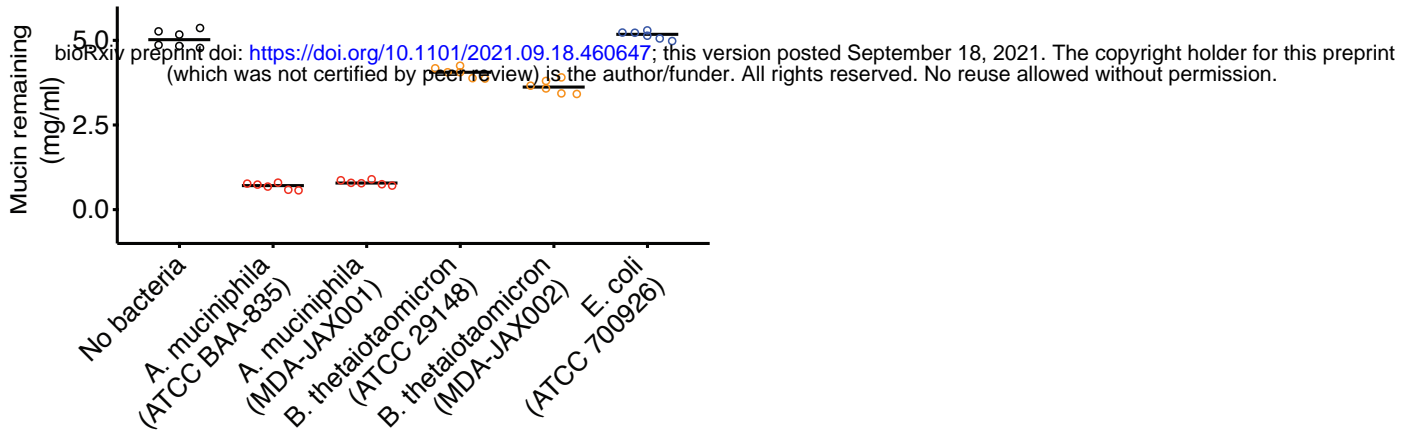 Mucin remaining
(mg/ml)
5.0
2.5
0.0
bioRxiv preprint doi: https://doi.org/10.1101/2021.09.18.460647; this version posted September 18, 2021. The copyright holder for this preprint
(which was not certified by peer review) is the author/funder. All rights reserved. No reuse allowed without permission.
No bacteria
A. muciniphila
(ATCC BAA-835)
A. muciniphila
(MDA-JAX001)
B. thetaiotaomicron
(ATCC 29148)
B. thetaiotaomicron
(MDA-JAX002)
E. coli
(ATCC 700926)